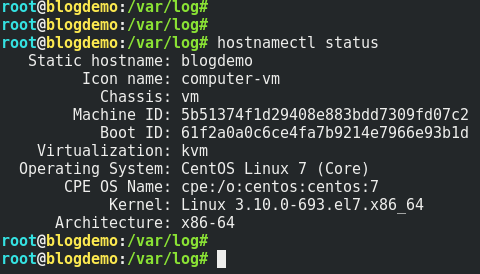 root@blogdemo:/var/log#
root@blogdemo:/var/log#
root@blogdemo:/var/log# hostnamectl status
Static hostname: blogdemo
Icon name: computer-vm
Chassis: vm
Machine ID: 5b51374f1d29408e883bdd7309fd07c2
Boot ID: 61f2a0a0c6ce4fa7b9214e7966e93b1d
Virtualization: kvm
Operating System: CentOS Linux 7 (Core)
CPE OS Name: cpe:/o:centos:centos:7
Kernel: Linux 3.10.0-693.el7.x86_64
Architecture: x86-64
root@blogdemo:/var/log#
root@blogdemo:/var/log#